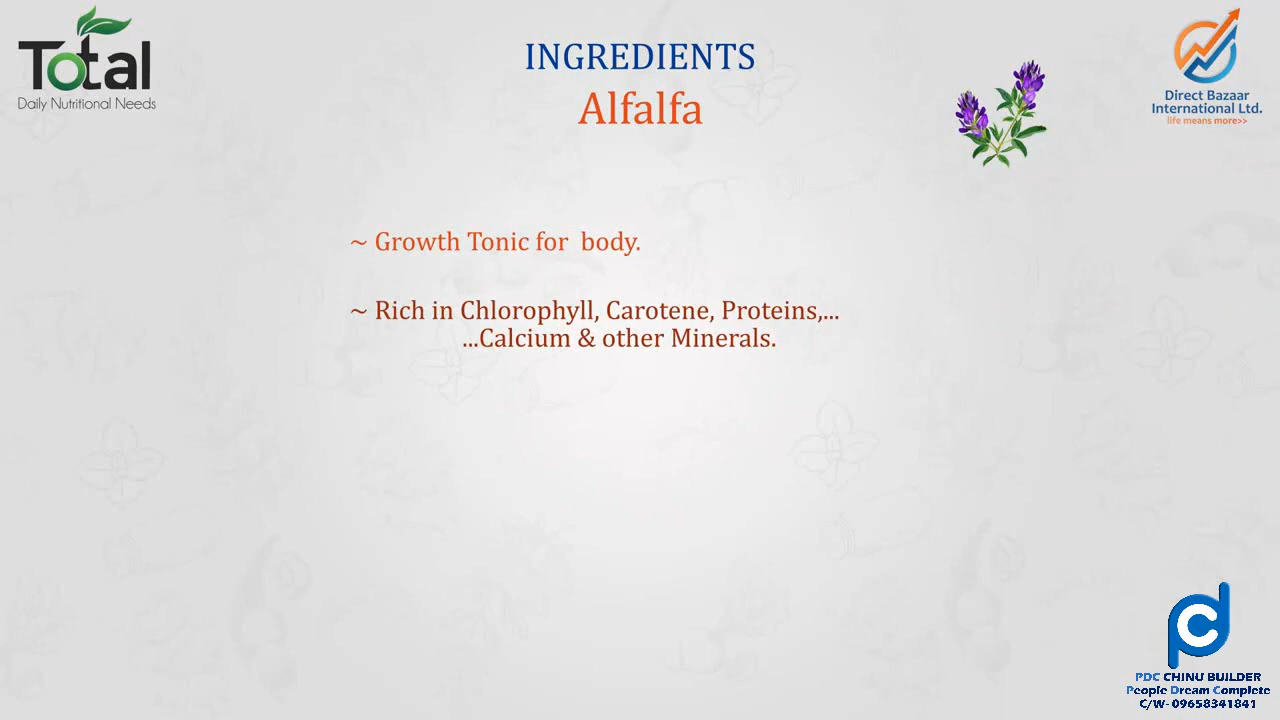 Total
Daily Nutritional Needs
INGREDIENTS
Alfalfa
Direct Bazaar
International Ltd.
life means more>>
~ Growth Tonic for  body.
~ Rich in Chlorophyll, Carotene, Proteins,...
...Calcium & other Minerals.
PDC CHINU BUILDER
People Dream Complete
C/W- 09658341841